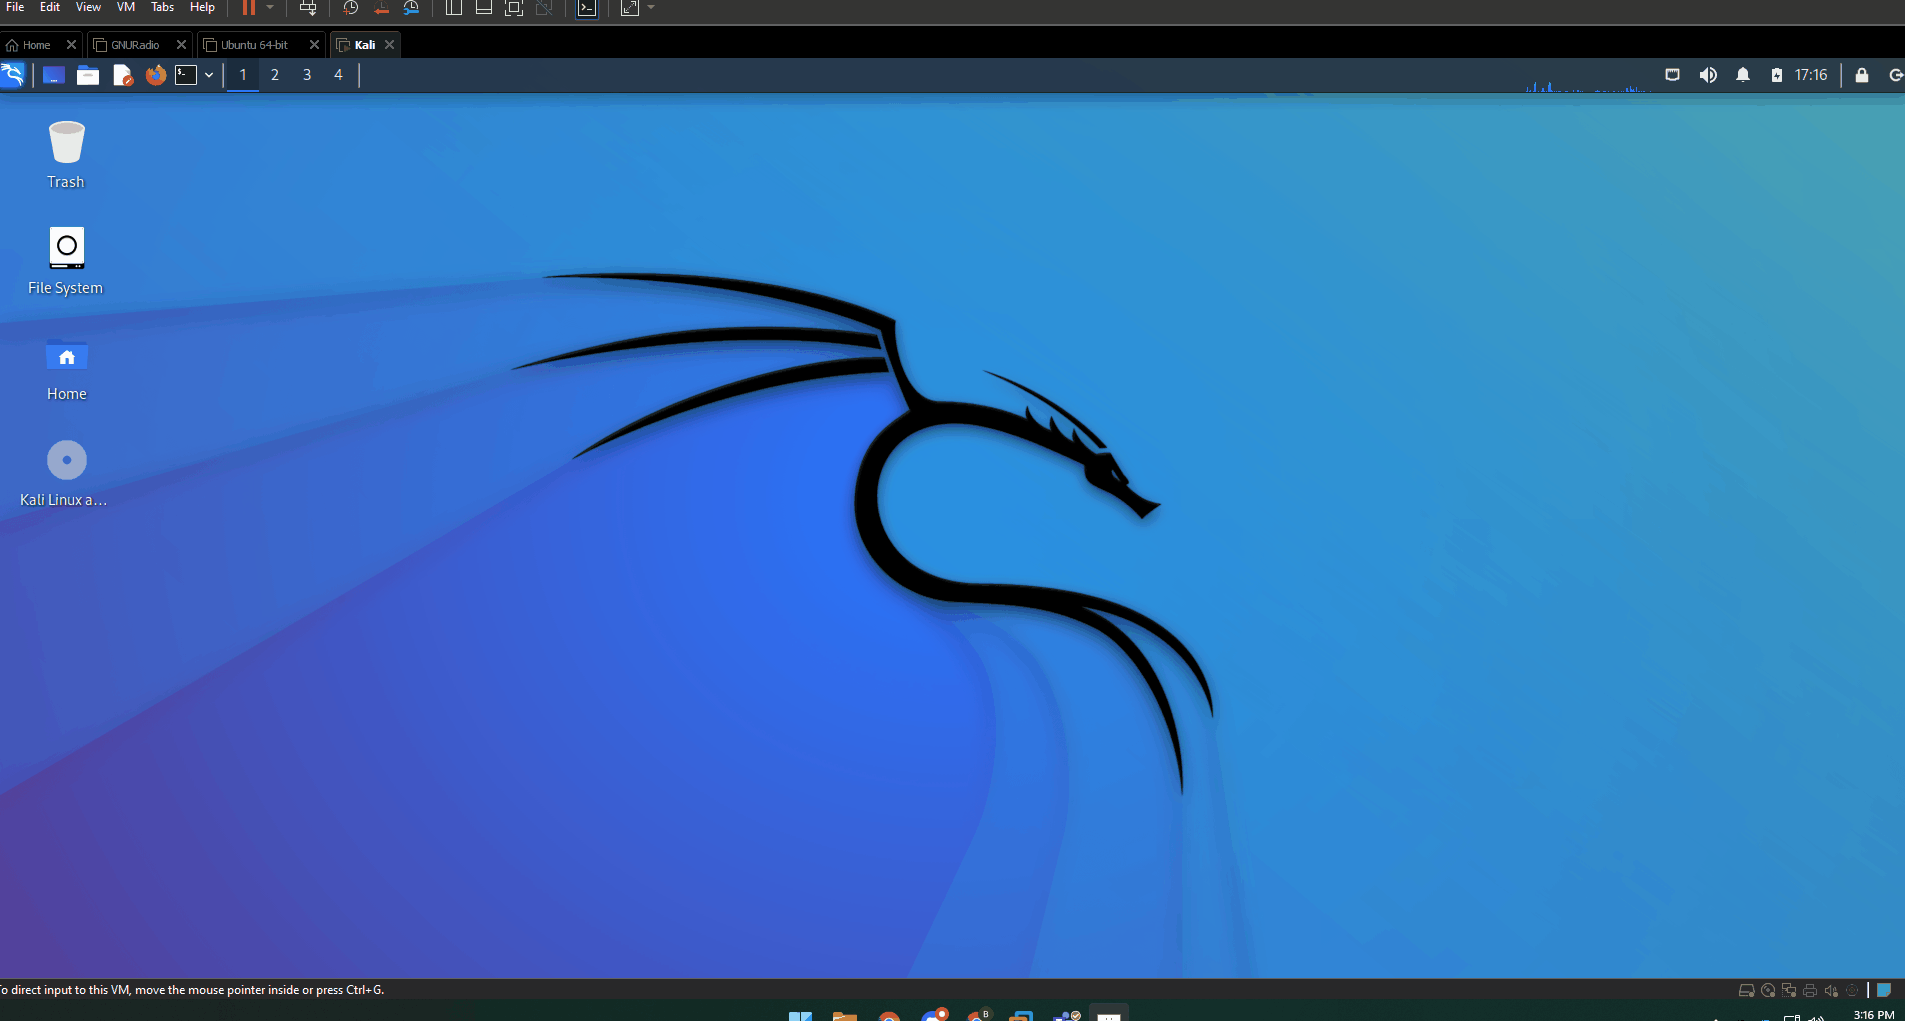 File Edit View VM Tabs Help
Home GNURadio Ubuntu 64-bit Kali
1 2 3 4 17:16
Trash
File System
Home
Kali Linux a...
To direct input to this VM, move the mouse pointer inside or press Ctrl+G.
B
3:16 PM